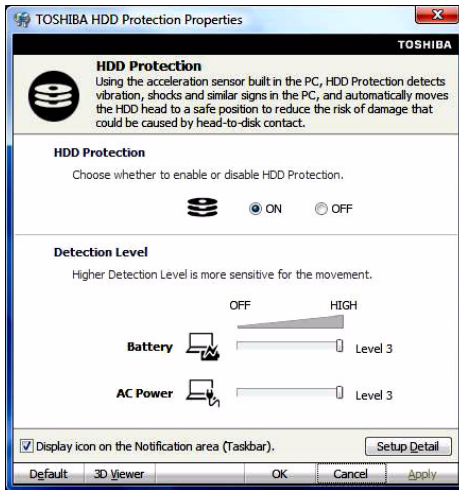 TOSHIBA HDD Protection Properties
TOSHIBA
HDD Protection
Using the acceleration sensor built in the PC, HDD Protection detects
vibration, shocks and similar signs in the PC, and automatically moves
the HDD head to a safe position to reduce the risk of damage that
could be caused by head-to-disk contact.
HDD Protection
Choose whether to enable or disable HDD Protection.
ON OFF
Detection Level
Higher Detection Level is more sensitive for the movement.
OFF HIGH
Battery Level 3
AC Power Level 3
Display icon on the Notification area (Taskbar). Setup Detail
Default 3D Viewer OK Cancel Apply